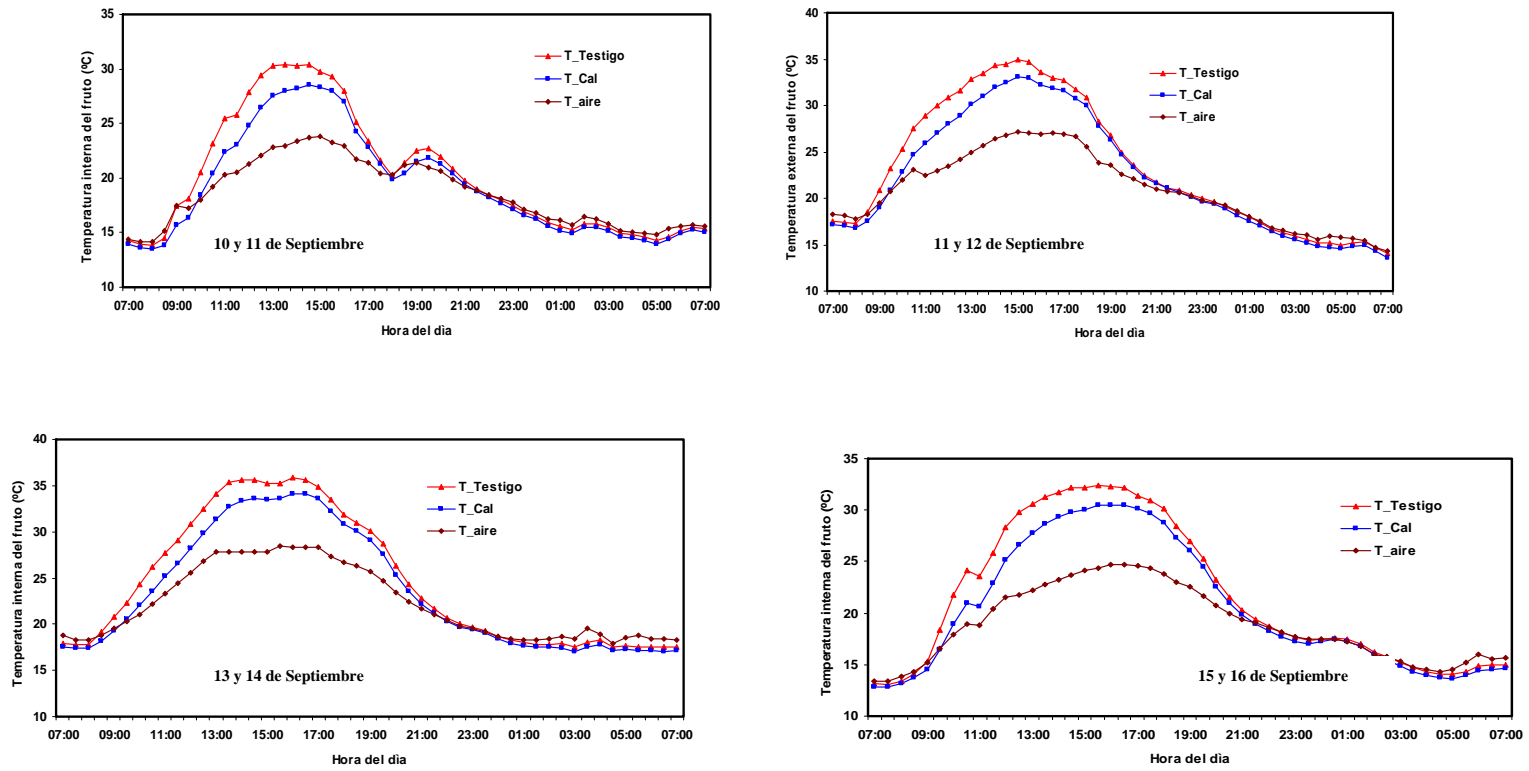 Temperatura interna del fruto (ºC)
35
30
25
20
15
10
T_Testigo
T_Cal
T_aire
10 y 11 de Septiembre
07:00 09:00 11:00 13:00 15:00 17:00 19:00 21:00 23:00 01:00 03:00 05:00 07:00
Hora del dìa
Temperatura externa del fruto (ºC)
40
35
30
25
20
15
10
T_Testigo
T_Cal
T_aire
11 y 12 de Septiembre
07:00 09:00 11:00 13:00 15:00 17:00 19:00 21:00 23:00 01:00 03:00 05:00 07:00
Hora del dìa
Temperatura interna del fruto (ºC)
40
35
30
25
20
15
10
T_Testigo
T_Cal
T_aire
13 y 14 de Septiembre
07:00 09:00 11:00 13:00 15:00 17:00 19:00 21:00 23:00 01:00 03:00 05:00 07:00
Hora del dìa
Temperatura interna del fruto (ºC)
35
30
25
20
15
10
T_Testigo
T_Cal
T_aire
15 y 16 de Septiembre
07:00 09:00 11:00 13:00 15:00 17:00 19:00 21:00 23:00 01:00 03:00 05:00 07:00
Hora del dìa